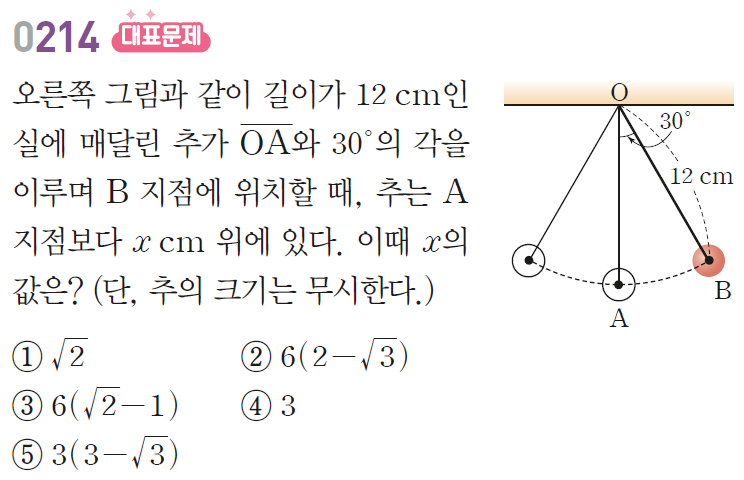 0214 대표문제
오른쪽 그림과 같이 길이가 12 cm인
실에 매달린 추가 \overline{OA}와 30°의 각을
이루며 B 지점에 위치할 때, 추는 A
지점보다 x cm 위에 있다. 이때 x의
값은? (단, 추의 크기는 무시한다.)
① √2 ② 6(2-√3)
③ 6(√2-1) ④ 3
⑤ 3(3-√3)
O
30°
12 cm
B
A